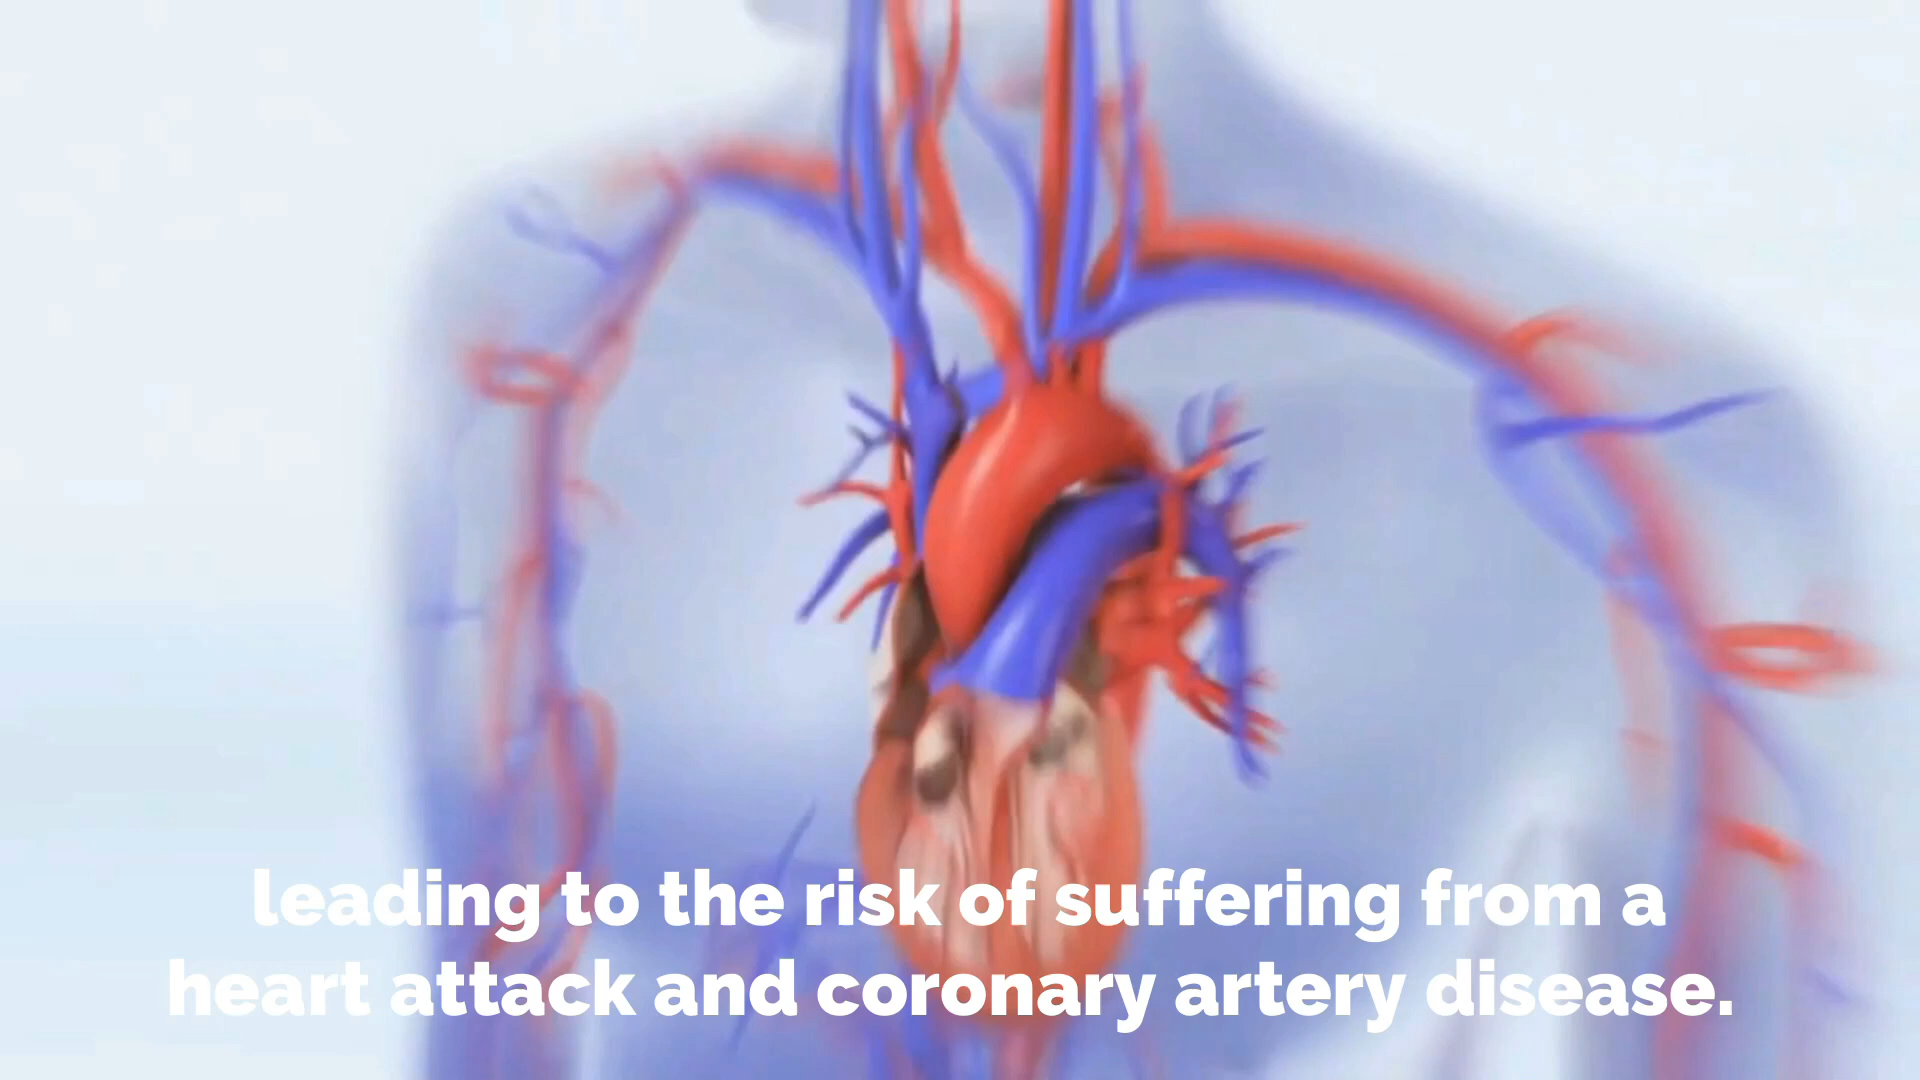 leading to the risk of suffering from a
heart attack and coronary artery disease.